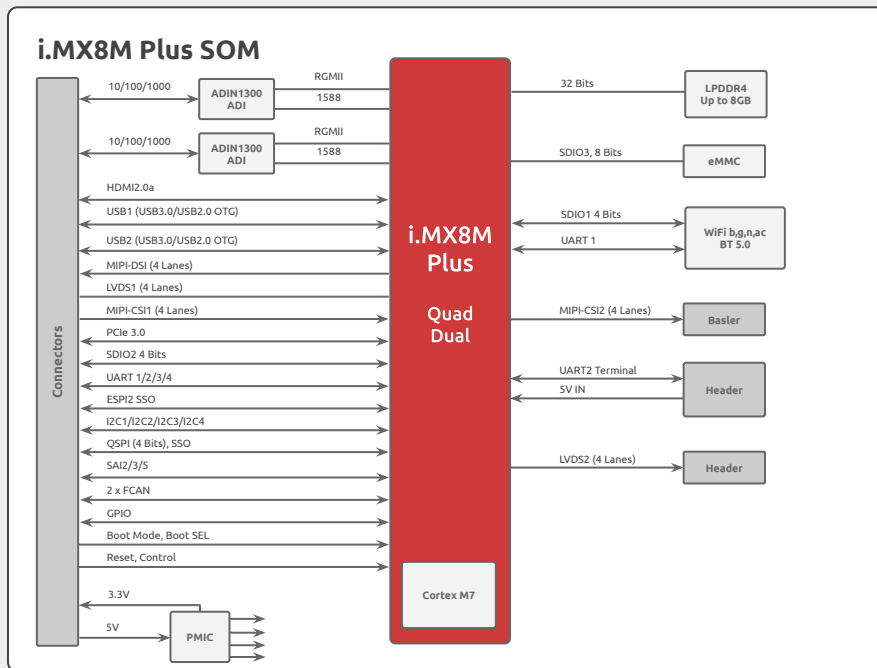 i.MX8M Plus SOM
Connectors
10/100/1000
ADIN1300
ADI
RGMII
1588
10/100/1000
ADIN1300
ADI
RGMII
1588
HDMI2.0a
USB1 (USB3.0/USB2.0 OTG)
USB2 (USB3.0/USB2.0 OTG)
MIPI-DSI (4 Lanes)
LVDS1 (4 Lanes)
MIPI-CSI1 (4 Lanes)
PCIe 3.0
SDIO2 4 Bits
UART 1/2/3/4
ESPI2 SSO
I2C1/I2C2/I2C3/I2C4
QSPI (4 Bits), SSO
SAI2/3/5
2 x FCAN
GPIO
Boot Mode, Boot SEL
Reset, Control
3.3V
5V
PMIC
i.MX8M
Plus
Quad
Dual
Cortex M7
32 Bits
LPDDR4
Up to 8GB
SDIO3, 8 Bits
eMMC
SDIO1 4 Bits
UART 1
WiFi b,g,n,ac
BT 5.0
MIPI-CSI2 (4 Lanes)
Basler
UART2 Terminal
5V IN
Header
LVDS2 (4 Lanes)
Header